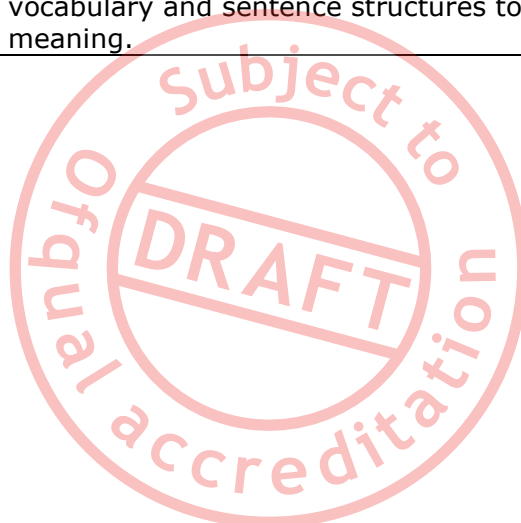 vocabulary and sentence structures to
meaning.
Subject to
DRAFT
Ofqual accreditation